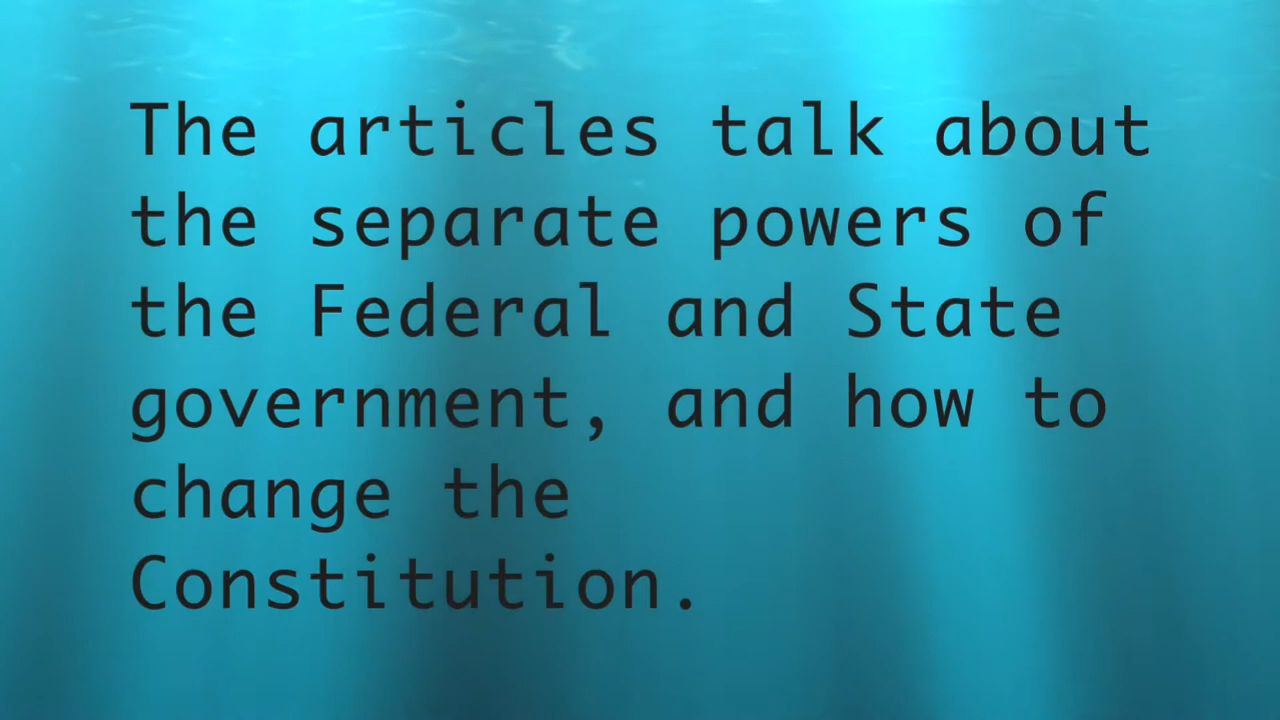 The articles talk about
the separate powers of
the Federal and State
government, and how to
change the
Constitution.